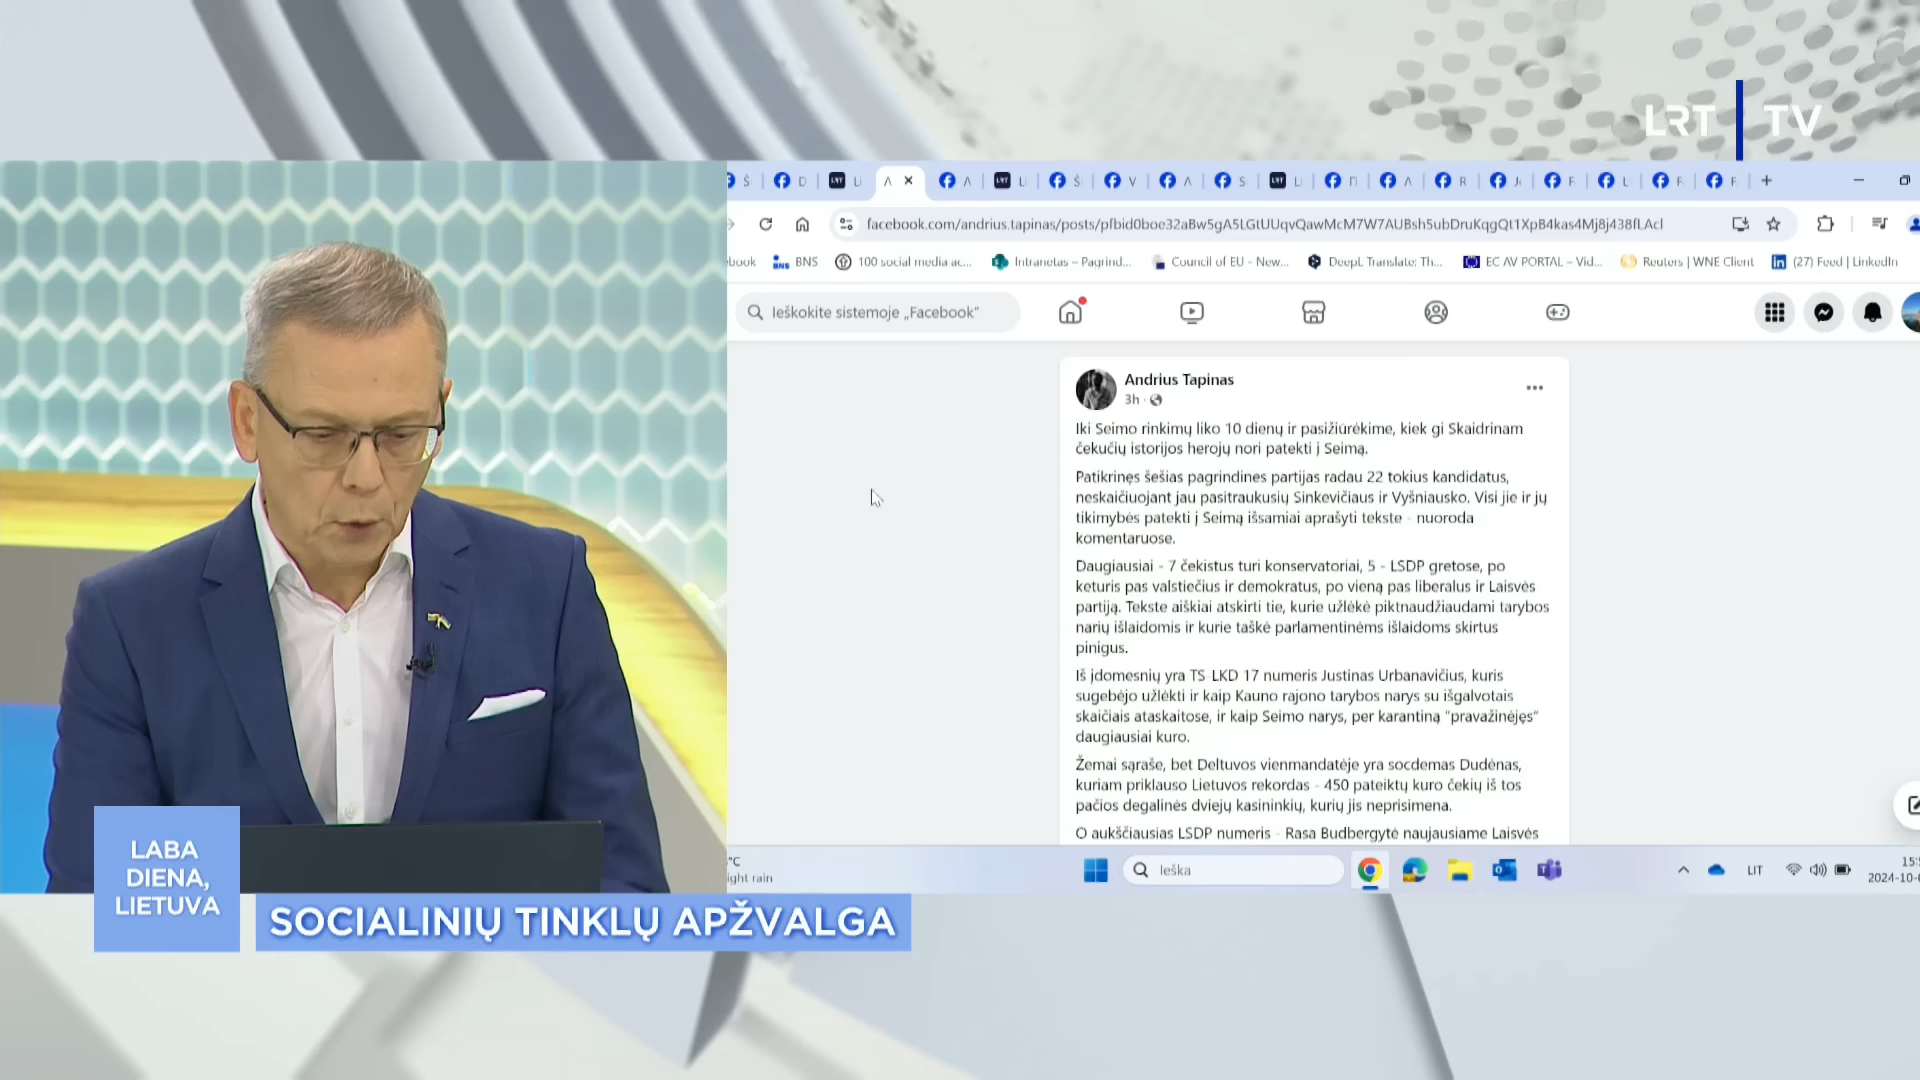 LRT TV
facebook.com/andrius.tapinas/posts/pfbid0boe32aBw5gA5LGtUUqvQawMcM7W7AUBsh5ubDruKqgQt1XpB4kas4Mj8j438fLAcl
BNS
100 social media ac...
Intranetas – Pagrind...
Council of EU - New...
DeepL Translate: Th...
EC AV PORTAL – Vid...
Reuters | WNE Client
(27) Feed | LinkedIn
Ieškokite sistemoje „Facebook“
Andrius Tapinas
3h
Iki Seimo rinkimų liko 10 dienų ir pasižiūrėkime, kiek gi Skaidrinam
čekučių istorijos herojų nori patekti į Seimą.
Patikrinęs šešias pagrindines partijas radau 22 tokius kandidatus,
neskaičiuojant jau pasitraukusių Sinkevičiaus ir Vyšniausko. Visi jie ir jų
tikimybės patekti į Seimą išsamiai aprašyti tekste - nuoroda
komentaruose.
Daugiausiai - 7 čekistus turi konservatoriai, 5 - LSDP gretose, po
keturis pas valstiečius ir demokratus, po vieną pas liberalus ir Laisvės
partiją. Tekste aiškiai atskirti tie, kurie užlėkė piktnaudžiaudami tarybos
narių išlaidomis ir kurie taškė parlamentinėms išlaidoms skirtus
pinigus.
Iš įdomesnių yra TS-LKD 17 numeris Justinas Urbanavičius, kuris
sugebėjo užlėkti ir kaip Kauno rajono tarybos narys su išgalvotais
skaičiais ataskaitose, ir kaip Seimo narys, per karantiną "pravažinėjęs"
daugiausiai kuro.
Žemai sąraše, bet Deltuvos vienmandatėje yra socdemas Dudėnas,
kuriam priklauso Lietuvos rekordas - 450 pateiktų kuro čekių iš tos
pačios degalinės dviejų kasininkių, kurių jis neprisimena.
O aukščiausias LSDP numeris - Rasa Budbergytė naujausiame Laisvės
Ieška
LIT
LABA
DIENA,
LIETUVA
SOCIALINIŲ TINKLŲ APŽVALGA